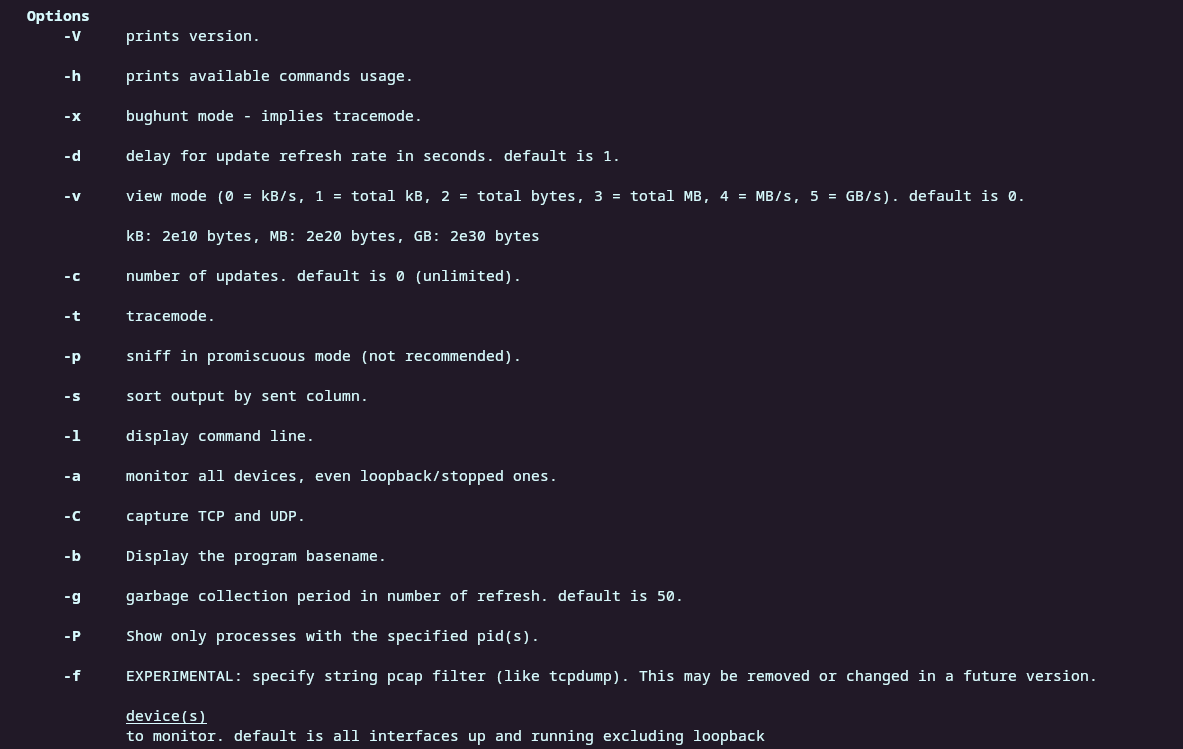 Options
-V prints version.
-h prints available commands usage.
-x bughunt mode - implies tracemode.
-d delay for update refresh rate in seconds. default is 1.
-v view mode (0 = kB/s, 1 = total kB, 2 = total bytes, 3 = total MB, 4 = MB/s, 5 = GB/s). default is 0.
kB: 2e10 bytes, MB: 2e20 bytes, GB: 2e30 bytes
-c number of updates. default is 0 (unlimited).
-t tracemode.
-p sniff in promiscuous mode (not recommended).
-s sort output by sent column.
-l display command line.
-a monitor all devices, even loopback/stopped ones.
-C capture TCP and UDP.
-b Display the program basename.
-g garbage collection period in number of refresh. default is 50.
-P Show only processes with the specified pid(s).
-f EXPERIMENTAL: specify string pcap filter (like tcpdump). This may be removed or changed in a future version.
device(s)
to monitor. default is all interfaces up and running excluding loopback